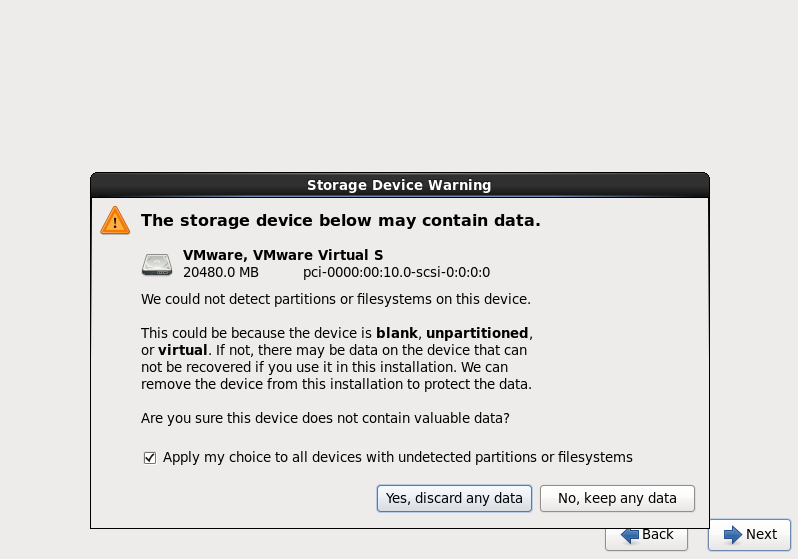 Storage Device Warning
The storage device below may contain data.
VMware, VMware Virtual S
20480.0 MB pci-0000:00:10.0-scsi-0:0:0:0
We could not detect partitions or filesystems on this device.
This could be because the device is blank, unpartitioned,
or virtual. If not, there may be data on the device that can
not be recovered if you use it in this installation. We can
remove the device from this installation to protect the data.
Are you sure this device does not contain valuable data?
Apply my choice to all devices with undetected partitions or filesystems
Yes, discard any data No, keep any data
Back Next